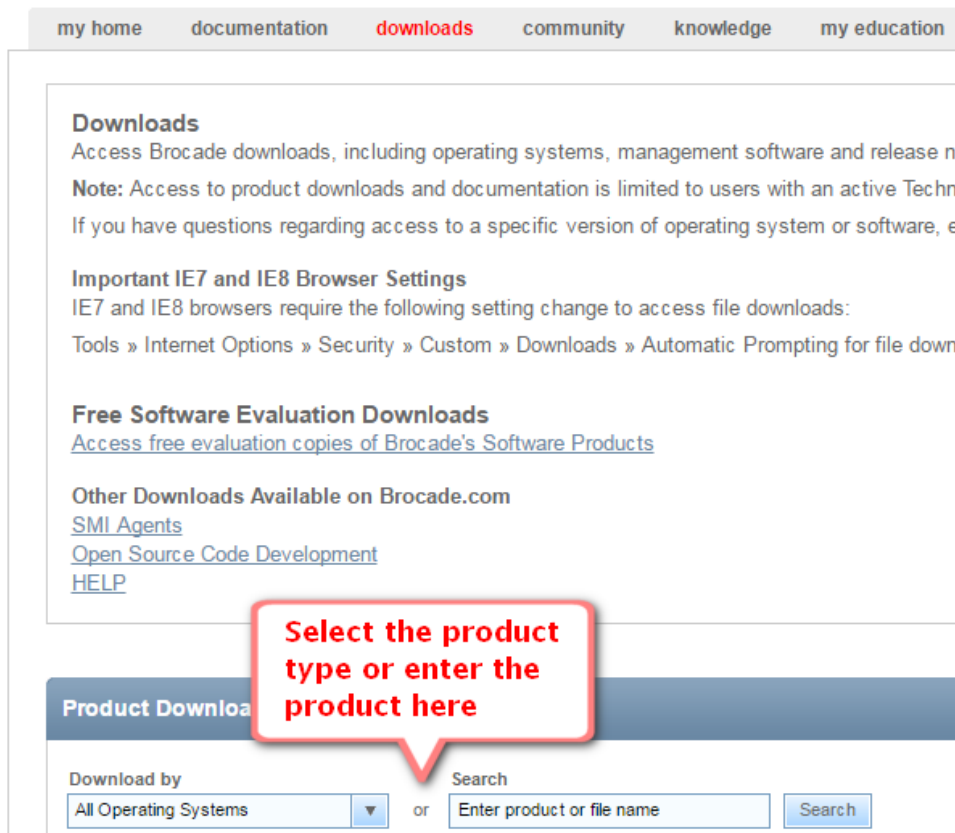 my home documentation downloads community knowledge my education
Downloads
Access Brocade downloads, including operating systems, management software and release
Note: Access to product downloads and documentation is limited to users with an active
If you have questions regarding access to a specific version of operating system or software,
Important IE7 and IE8 Browser Settings
IE7 and IE8 browsers require the following setting change to access file downloads:
Tools » Internet Options » Security » Custom » Downloads » Automatic Prompting for file
Free Software Evaluation Downloads
Access free evaluation copies of Brocade's Software Products
Other Downloads Available on Brocade.com
SMI Agents
Open Source Code Development
HELP
Select the product
type or enter the
product here
Product
Download by
Search
All Operating Systems
or
Enter product or file name
Search